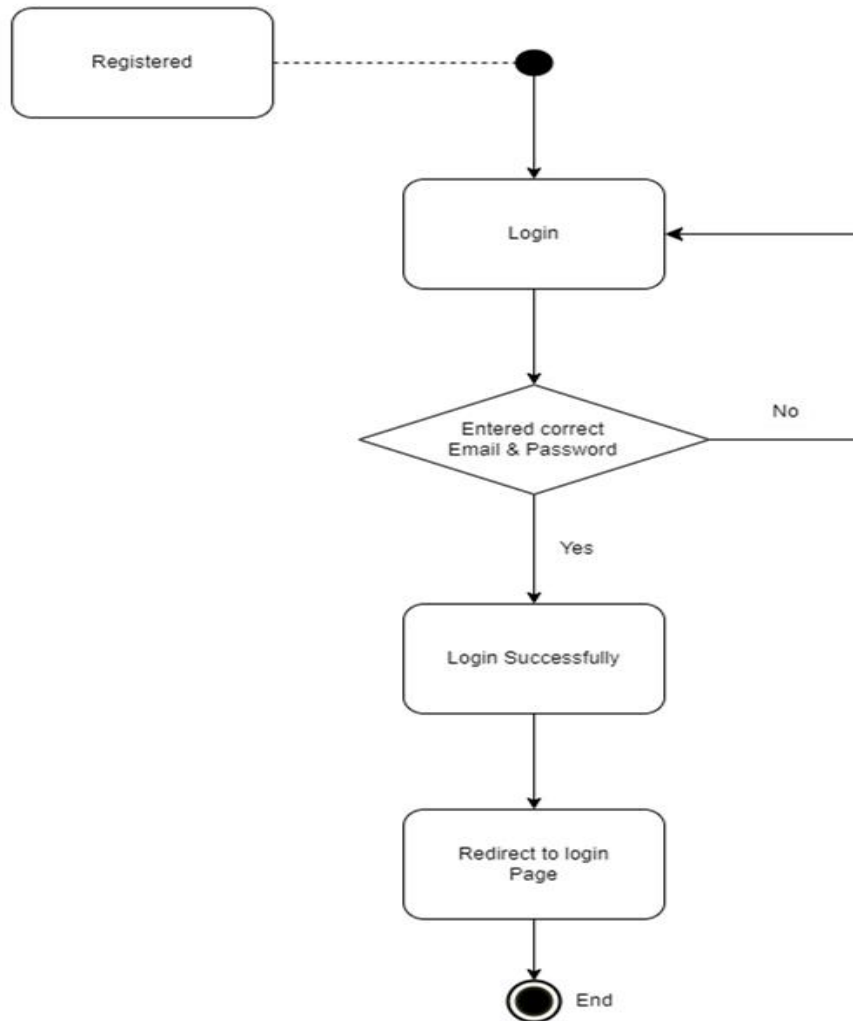 Registered
Login
Entered correct
Email & Password
No
Yes
Login Successfully
Redirect to login
Page
End